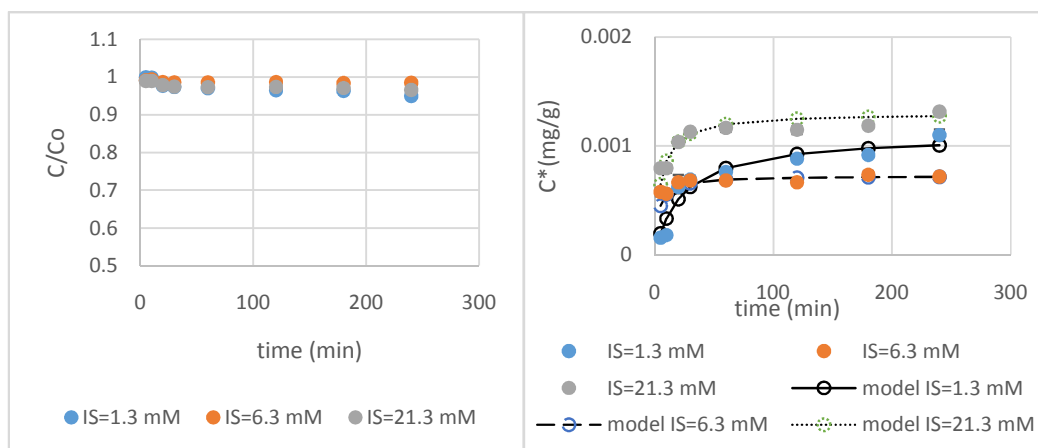 1.1
1
0.9
0.8
0.7
0.6
0.5
C/Co
0 100 200 300
time (min)
IS=1.3 mM IS=6.3 mM IS=21.3 mM
0.002
0.001
0
C* (mg/g)
0 100 200 300
time (min)
IS=1.3 mM IS=6.3 mM
IS=21.3 mM model IS=1.3 mM
model IS=6.3 mM model IS=21.3 mM